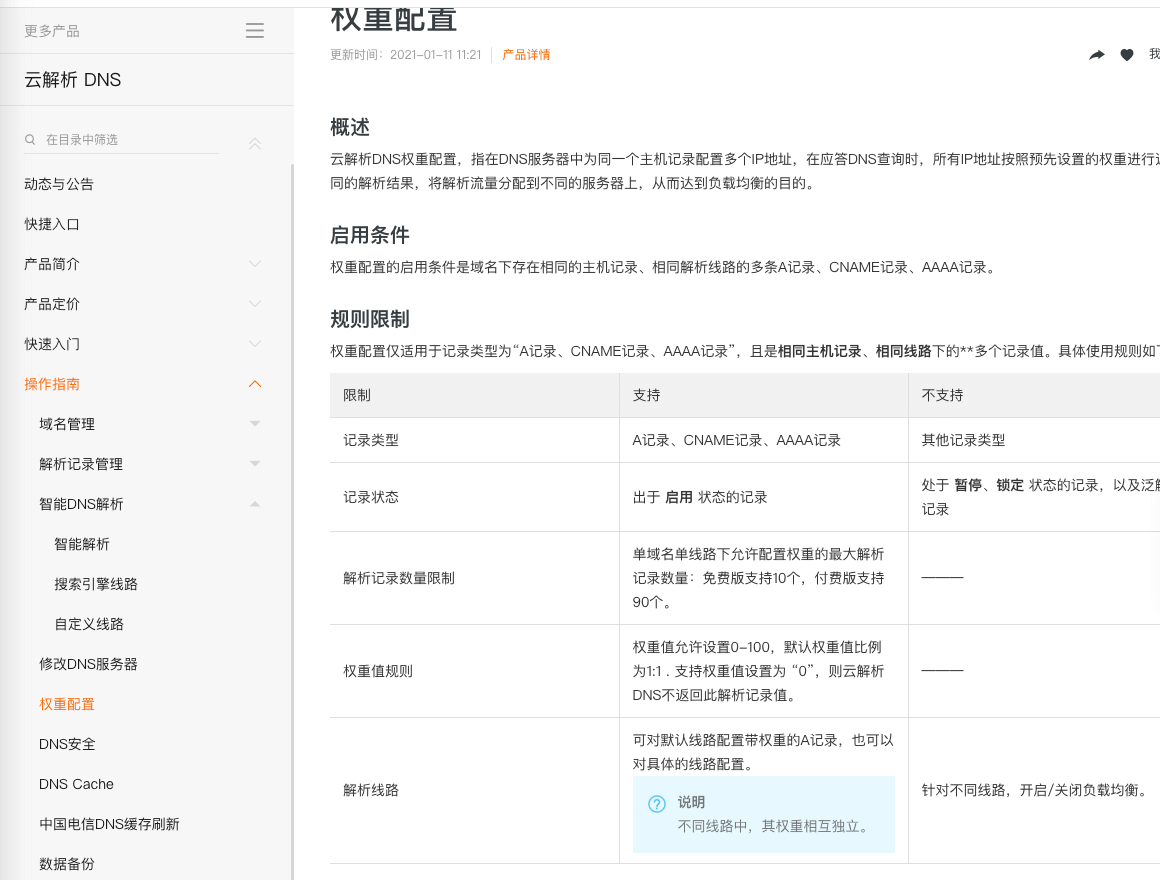 更多产品
云解析 DNS
在目录中筛选
动态与公告
快捷入口
产品简介
产品定价
快速入门
操作指南
域名管理
解析记录管理
智能DNS解析
智能解析
搜索引擎线路
自定义线路
修改DNS服务器
权重配置
DNS安全
DNS Cache
中国电信DNS缓存刷新
数据备份
权重配置
更新时间：2021-01-11 11:21
产品详情
我
概述
云解析DNS权重配置，指在DNS服务器中为同一个主机记录配置多个IP地址，在应答DNS查询时，所有IP地址按照预先设置的权重进行
同的解析结果，将解析流量分配到不同的服务器上，从而达到负载均衡的目的。
启用条件
权重配置的启用条件是域名下存在相同的主机记录、相同解析线路的多条A记录、CNAME记录、AAAA记录。
规则限制
权重配置仅适用于记录类型为“A记录、CNAME记录、AAAA记录”，且是相同主机记录、相同线路下的**多个记录值。具体使用规则如
限制 支持 不支持
记录类型 A记录、CNAME记录、AAAA记录 其他记录类型
记录状态 出于 启用 状态的记录
处于 暂停、锁定 状态的记录，以及泛
记录
解析记录数量限制
单域名单线路下允许配置权重的最大解析
记录数量：免费版支持10个，付费版支持
90个。
———
权重值规则
权重值允许设置0-100，默认权重值比例
为1:1 . 支持权重值设置为 “0”，则云解析
DNS不返回此解析记录值。
———
解析线路
可对默认线路配置带权重的A记录，也可以
对具体的线路配置。
说明
不同线路中，其权重相互独立。
针对不同线路，开启/关闭负载均衡。